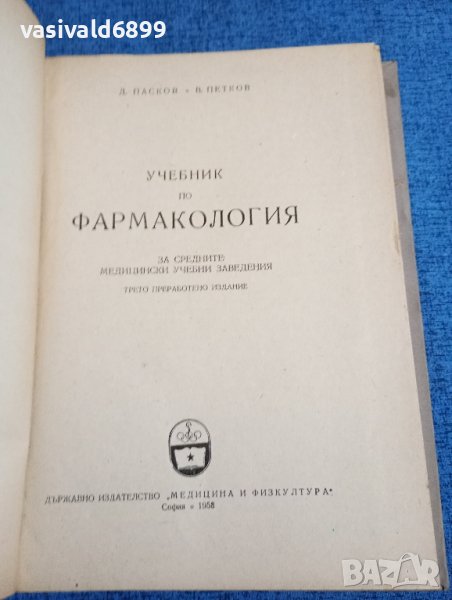 vasivald6899
Д. ПАСКОВ • В. ПЕТКОВ
УЧЕБНИК
ПО
ФАРМАКОЛОГИЯ
ЗА СРЕДНИТЕ
МЕДИЦИНСКИ УЧЕБНИ ЗАВЕДЕНИЯ
ТРЕТО ПРЕРАБОТЕНО ИЗДАНИЕ
ДЪРЖАВНО ИЗДАТЕЛСТВО „МЕДИЦИНА И ФИЗКУЛТУРА"
София • 1958
BAZAR